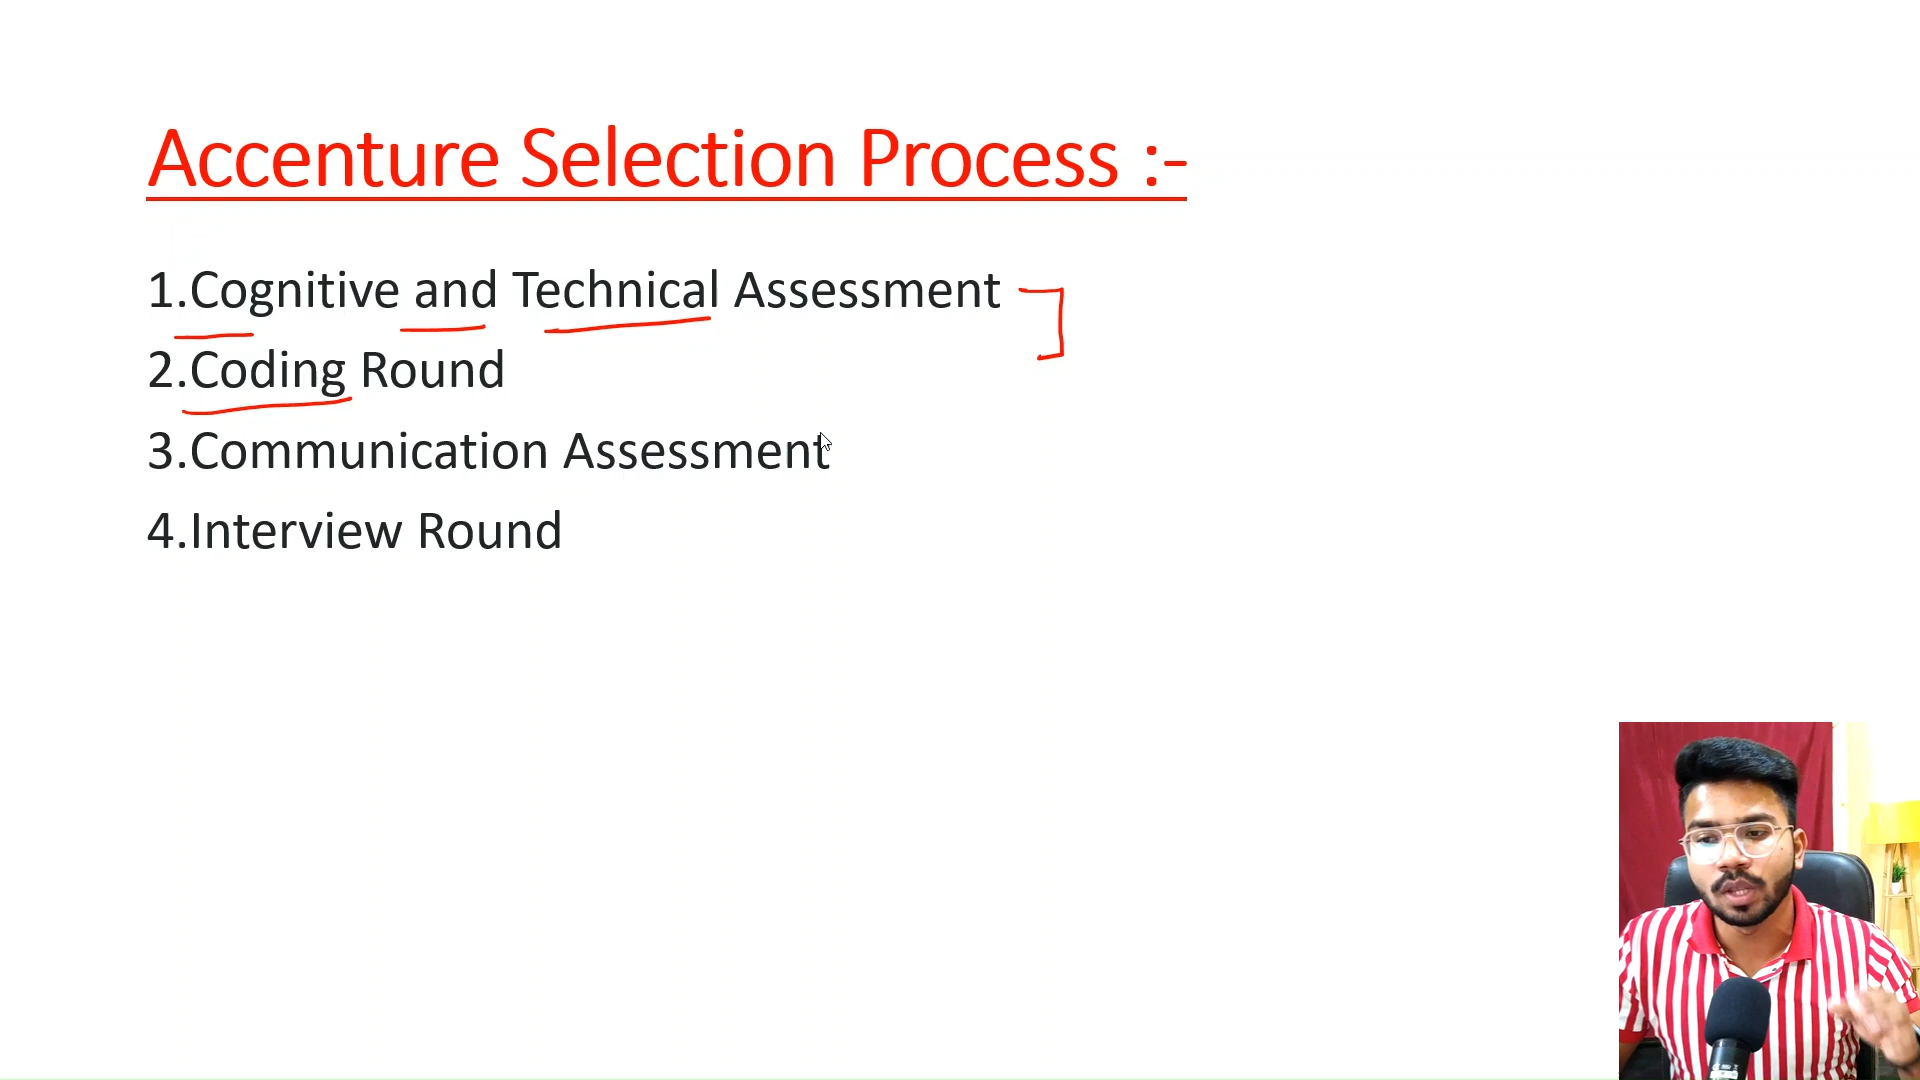 Accenture Selection Process :-
1.Cognitive and Technical Assessment
2.Coding Round
3.Communication Assessment
4.Interview Round